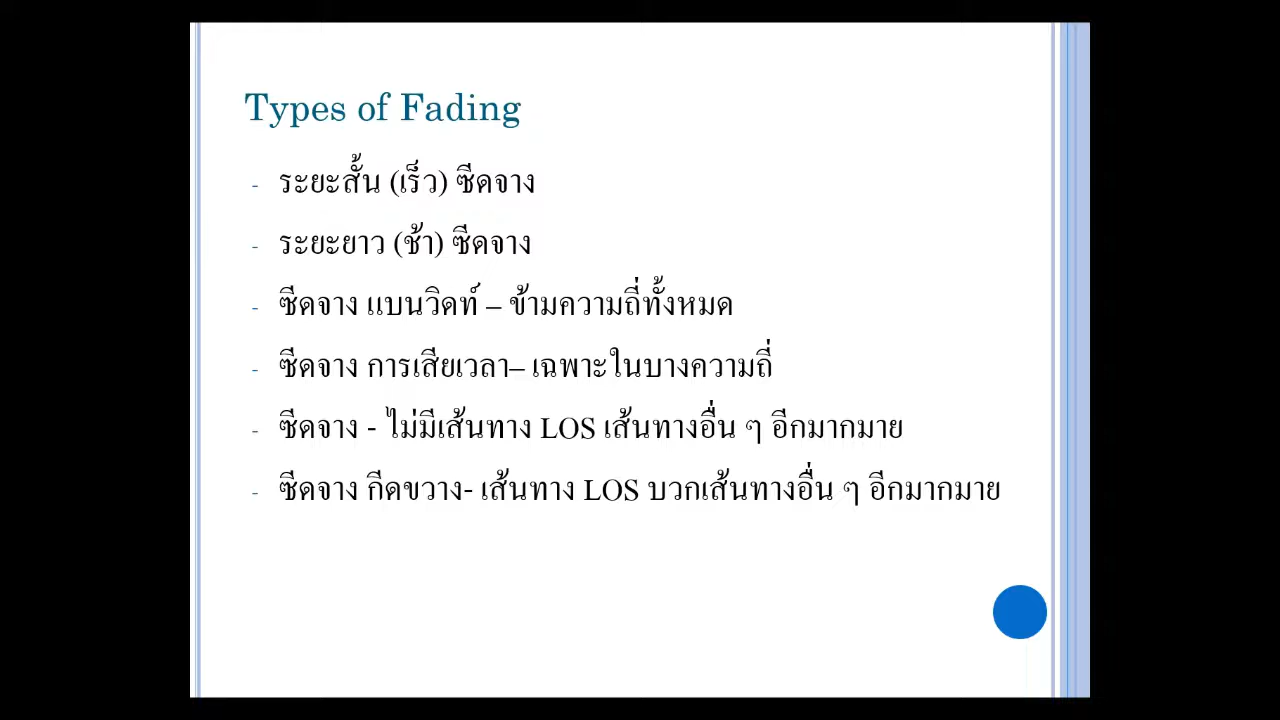 Types of Fading
- ระยะสั้น (เร็ว) ซีดจาง
- ระยะยาว (ช้า) ซีดจาง
- ซีดจาง แบนวิดท์ – ข้ามความถี่ทั้งหมด
- ซีดจาง การเสียเวลา– เฉพาะในบางความถี่
- ซีดจาง - ไม่มีเส้นทาง LOS เส้นทางอื่น ๆ อีกมากมาย
- ซีดจาง กีดขวาง- เส้นทาง LOS บวกเส้นทางอื่น ๆ อีกมากมาย